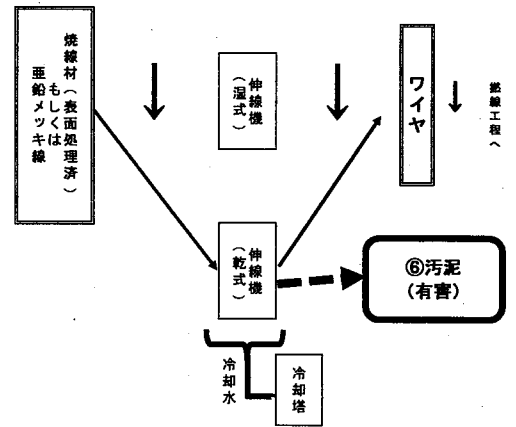 焼線材(表面処理済)
もしくは
亜鉛メッキ線
伸線機
(湿式)
ワイヤ
撚線工程へ
伸線機
(乾式)
⑥汚泥
(有害)
冷却水
冷却塔